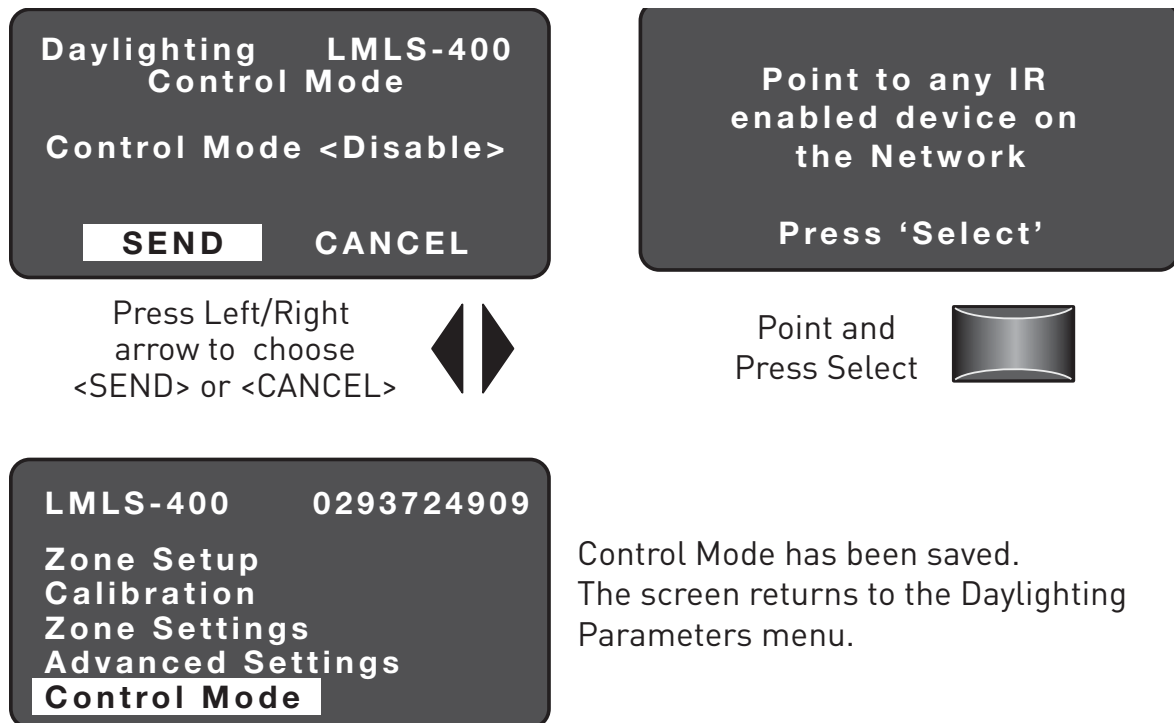 Daylighting LMLS-400
Control Mode
Control Mode <Disable>
SEND CANCEL
Press Left/Right
arrow to choose
<SEND> or <CANCEL>
Point to any IR
enabled device on
the Network
Press ‘Select’
Point and
Press Select
LMLS-400 0293724909
Zone Setup
Calibration
Zone Settings
Advanced Settings
Control Mode
Control Mode has been saved.
The screen returns to the Daylighting
Parameters menu.